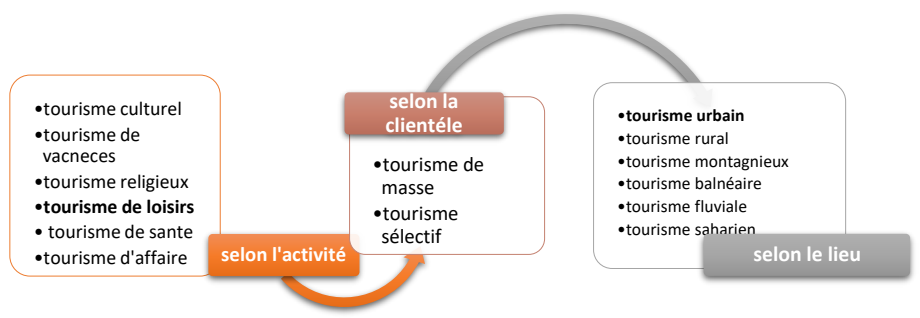 •tourisme culturel
•tourisme de
vacneces
•tourisme religieux
•tourisme de loisirs
• tourisme de sante
•tourisme d'affaire
selon l'activité
selon la
clientéle
•tourisme de
masse
•tourisme
sélectif
•tourisme urbain
•tourisme rural
•tourisme montagnieux
•tourisme balnéaire
•tourisme fluviale
•tourisme saharien
selon le lieu